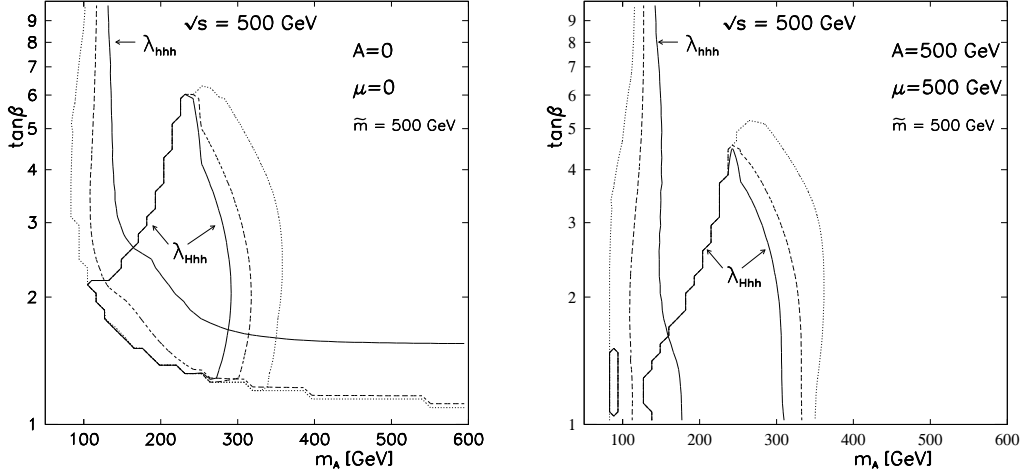 √s = 500 GeV
λhhh
A=0
μ=0
m̃ = 500 GeV
λHhh
tanβ
9
8
7
6
5
4
3
2
1
100 200 300 400 500 600
mA [GeV]
√s = 500 GeV
λhhh
A=500 GeV
μ=500 GeV
m̃ = 500 GeV
λHhh
tanβ
9
8
7
6
5
4
3
2
1
100 200 300 400 500 600
mA [GeV]